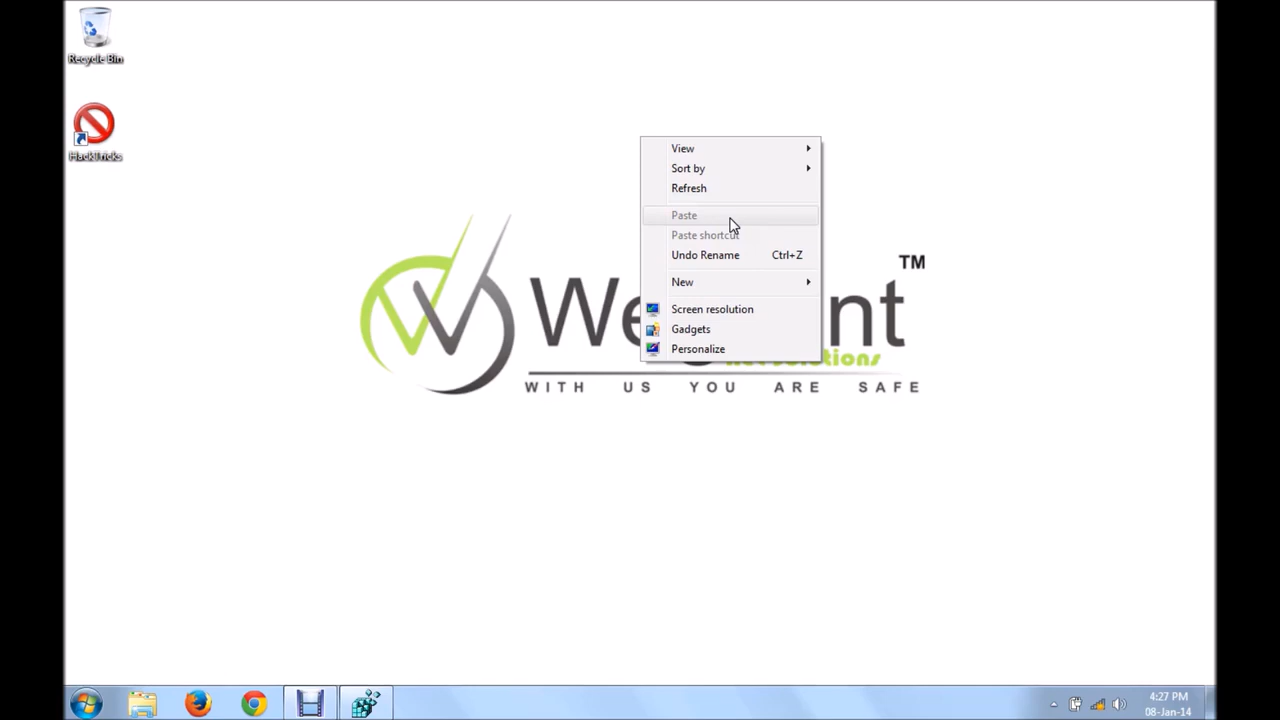 Recycle Bin
HackTricks
View
Sort by
Refresh
Paste
Paste shortcut
Undo Rename Ctrl+Z
New
Screen resolution
Gadgets
Personalize
TM
WITH US YOU ARE SAFE
4:27 PM
08-Jan-14